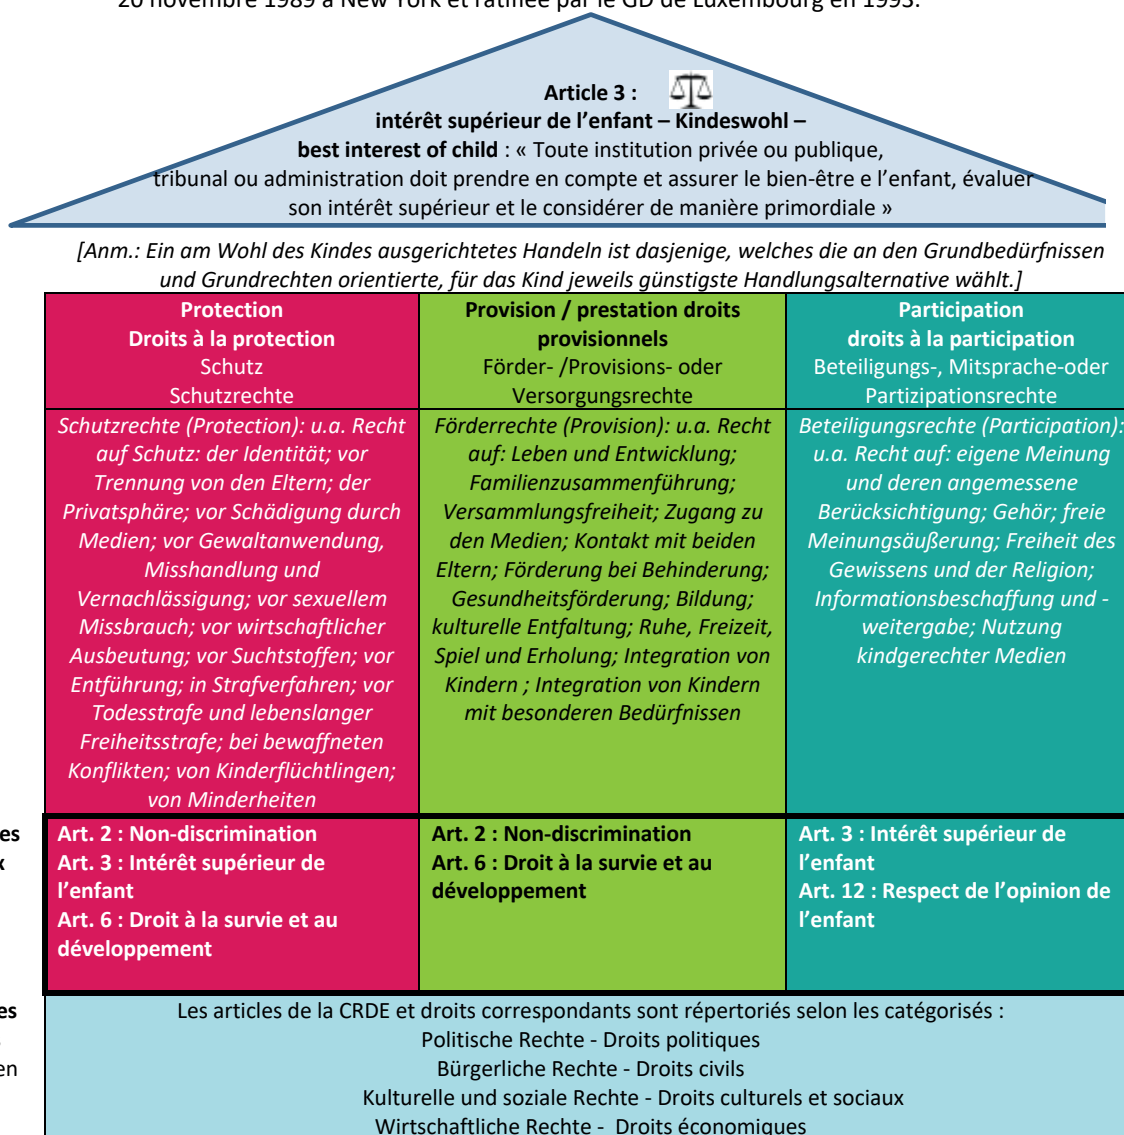 20 novembre 1989 à New York et ratifiée par le GD de Luxembourg en 1993.
Article 3 :
intérêt supérieur de l'enfant – Kindeswohl –
best interest of child : « Toute institution privée ou publique,
tribunal ou administration doit prendre en compte et assurer le bien-être e l'enfant, évaluer
son intérêt supérieur et le considérer de manière primordiale »
[Anm.: Ein am Wohl des Kindes ausgerichtetes Handeln ist dasjenige, welches die an den Grundbedürfnissen
und Grundrechten orientierte, für das Kind jeweils günstigste Handlungsalternative wählt.]
Protection
Droits à la protection
Schutz
Schutzrechte
Provision / prestation droits
provisionnels
Förder- /Provisions- oder
Versorgungsrechte
Participation
droits à la participation
Beteiligungs-, Mitsprache-oder
Partizipationsrechte
Schutzrechte (Protection): u.a. Recht
auf Schutz: der Identität; vor
Trennung von den Eltern; der
Privatsphäre; vor Schädigung durch
Medien; vor Gewaltanwendung,
Misshandlung und
Vernachlässigung; vor sexuellem
Missbrauch; vor wirtschaftlicher
Ausbeutung; vor Suchtstoffen; vor
Entführung; in Strafverfahren; vor
Todesstrafe und lebenslanger
Freiheitsstrafe; bei bewaffneten
Konflikten; von Kinderflüchtlingen;
von Minderheiten
Förderrechte (Provision): u.a. Recht
auf: Leben und Entwicklung;
Familienzusammenführung;
Versammlungsfreiheit; Zugang zu
den Medien; Kontakt mit beiden
Eltern; Förderung bei Behinderung;
Gesundheitsförderung; Bildung;
kulturelle Entfaltung; Ruhe, Freizeit,
Spiel und Erholung; Integration von
Kindern ; Integration von Kindern
mit besonderen Bedürfnissen
Beteiligungsrechte (Participation):
u.a. Recht auf: eigene Meinung
und deren angemessene
Berücksichtigung; Gehör; freie
Meinungsäußerung; Freiheit des
Gewissens und der Religion;
Informationsbeschaffung und -
weitergabe; Nutzung
kindgerechter Medien
Art. 2 : Non-discrimination
Art. 3 : Intérêt supérieur de
l'enfant
Art. 6 : Droit à la survie et au
développement
Art. 2 : Non-discrimination
Art. 6 : Droit à la survie et au
développement
Art. 3 : Intérêt supérieur de
l'enfant
Art. 12 : Respect de l'opinion de
l'enfant
Les articles de la CRDE et droits correspondants sont répertoriés selon les catégorisés :
Politische Rechte - Droits politiques
Bürgerliche Rechte - Droits civils
Kulturelle und soziale Rechte - Droits culturels et sociaux
Wirtschaftliche Rechte - Droits économiques